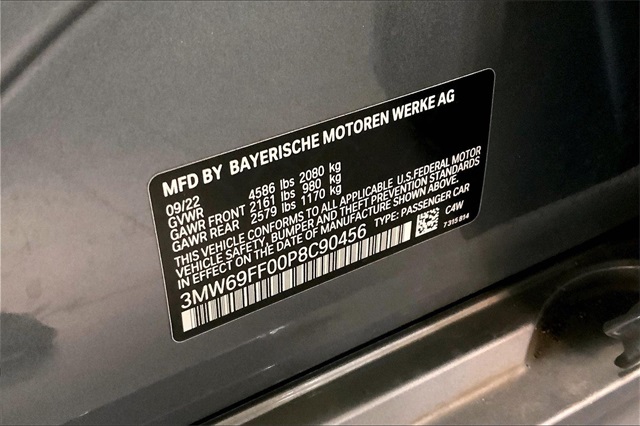 MFD BY BAYERISCHE MOTOREN WERKE AG
09/22
GVWR 4586 lbs 2080 kg
GAWR FRONT 2161 lbs 980 kg
GAWR REAR 2579 lbs 1170 kg
THIS VEHICLE CONFORMS TO ALL APPLICABLE U.S.FEDERAL MOTOR
VEHICLE SAFETY, BUMPER AND THEFT PREVENTION STANDARDS
IN EFFECT ON THE DATE OF MANUFACTURE SHOWN ABOVE.
3MW69FF00P8C90456 TYPE: PASSENGER CAR
C4W
7 315 814